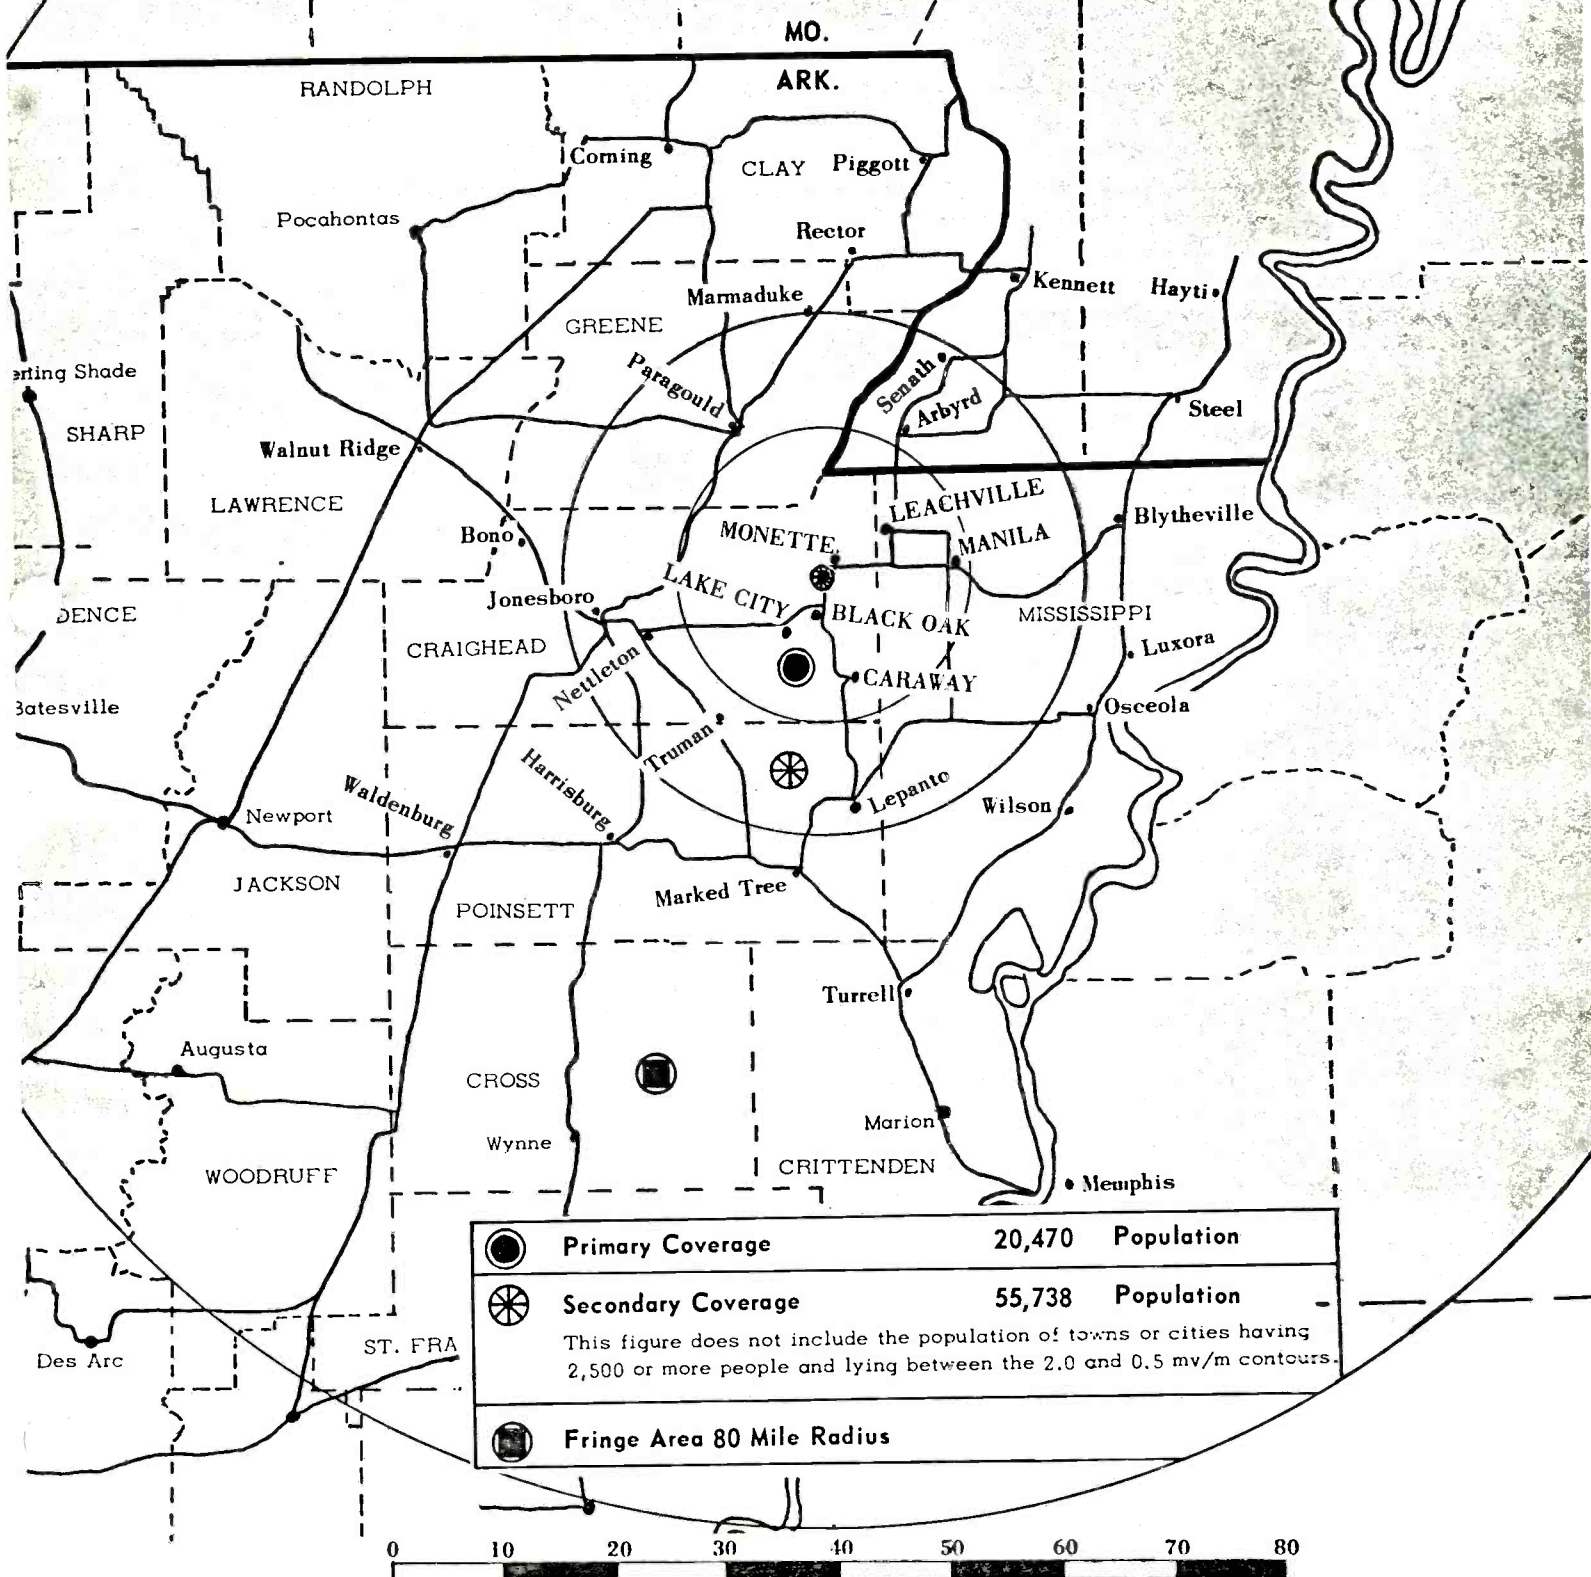 MO.
ARK.
RANDOLPH
Corning
CLAY
Piggott
Pocahontas
Rector
Kennett
Hayti
Marmaduke
GREENE
erting Shade
Paragould
Senath
Arbyrd
Steel
SHARP
Walnut Ridge
LAWRENCE
LEACHVILLE
Blytheville
Bono
MONETTE
MANILA
LAKE CITY
Jonesboro
DENCE
BLACK OAK
MISSISSIPPI
CRAIGHEAD
Luxora
Nettleton
CARAWAY
Batesville
Osceola
Truman
Harrisburg
Waldenburg
Lepanto
Wilson
Newport
JACKSON
Marked Tree
POINSETT
Turrell
Augusta
CROSS
Marion
Wynne
WOODRUFF
CRITTENDEN
Memphis
Primary Coverage 20,470 Population
Secondary Coverage 55,738 Population
This figure does not include the population of towns or cities having
2,500 or more people and lying between the 2.0 and 0.5 mv/m contours.
ST. FRA
Des Arc
Fringe Area 80 Mile Radius
0 10 20 30 40 50 60 70 80